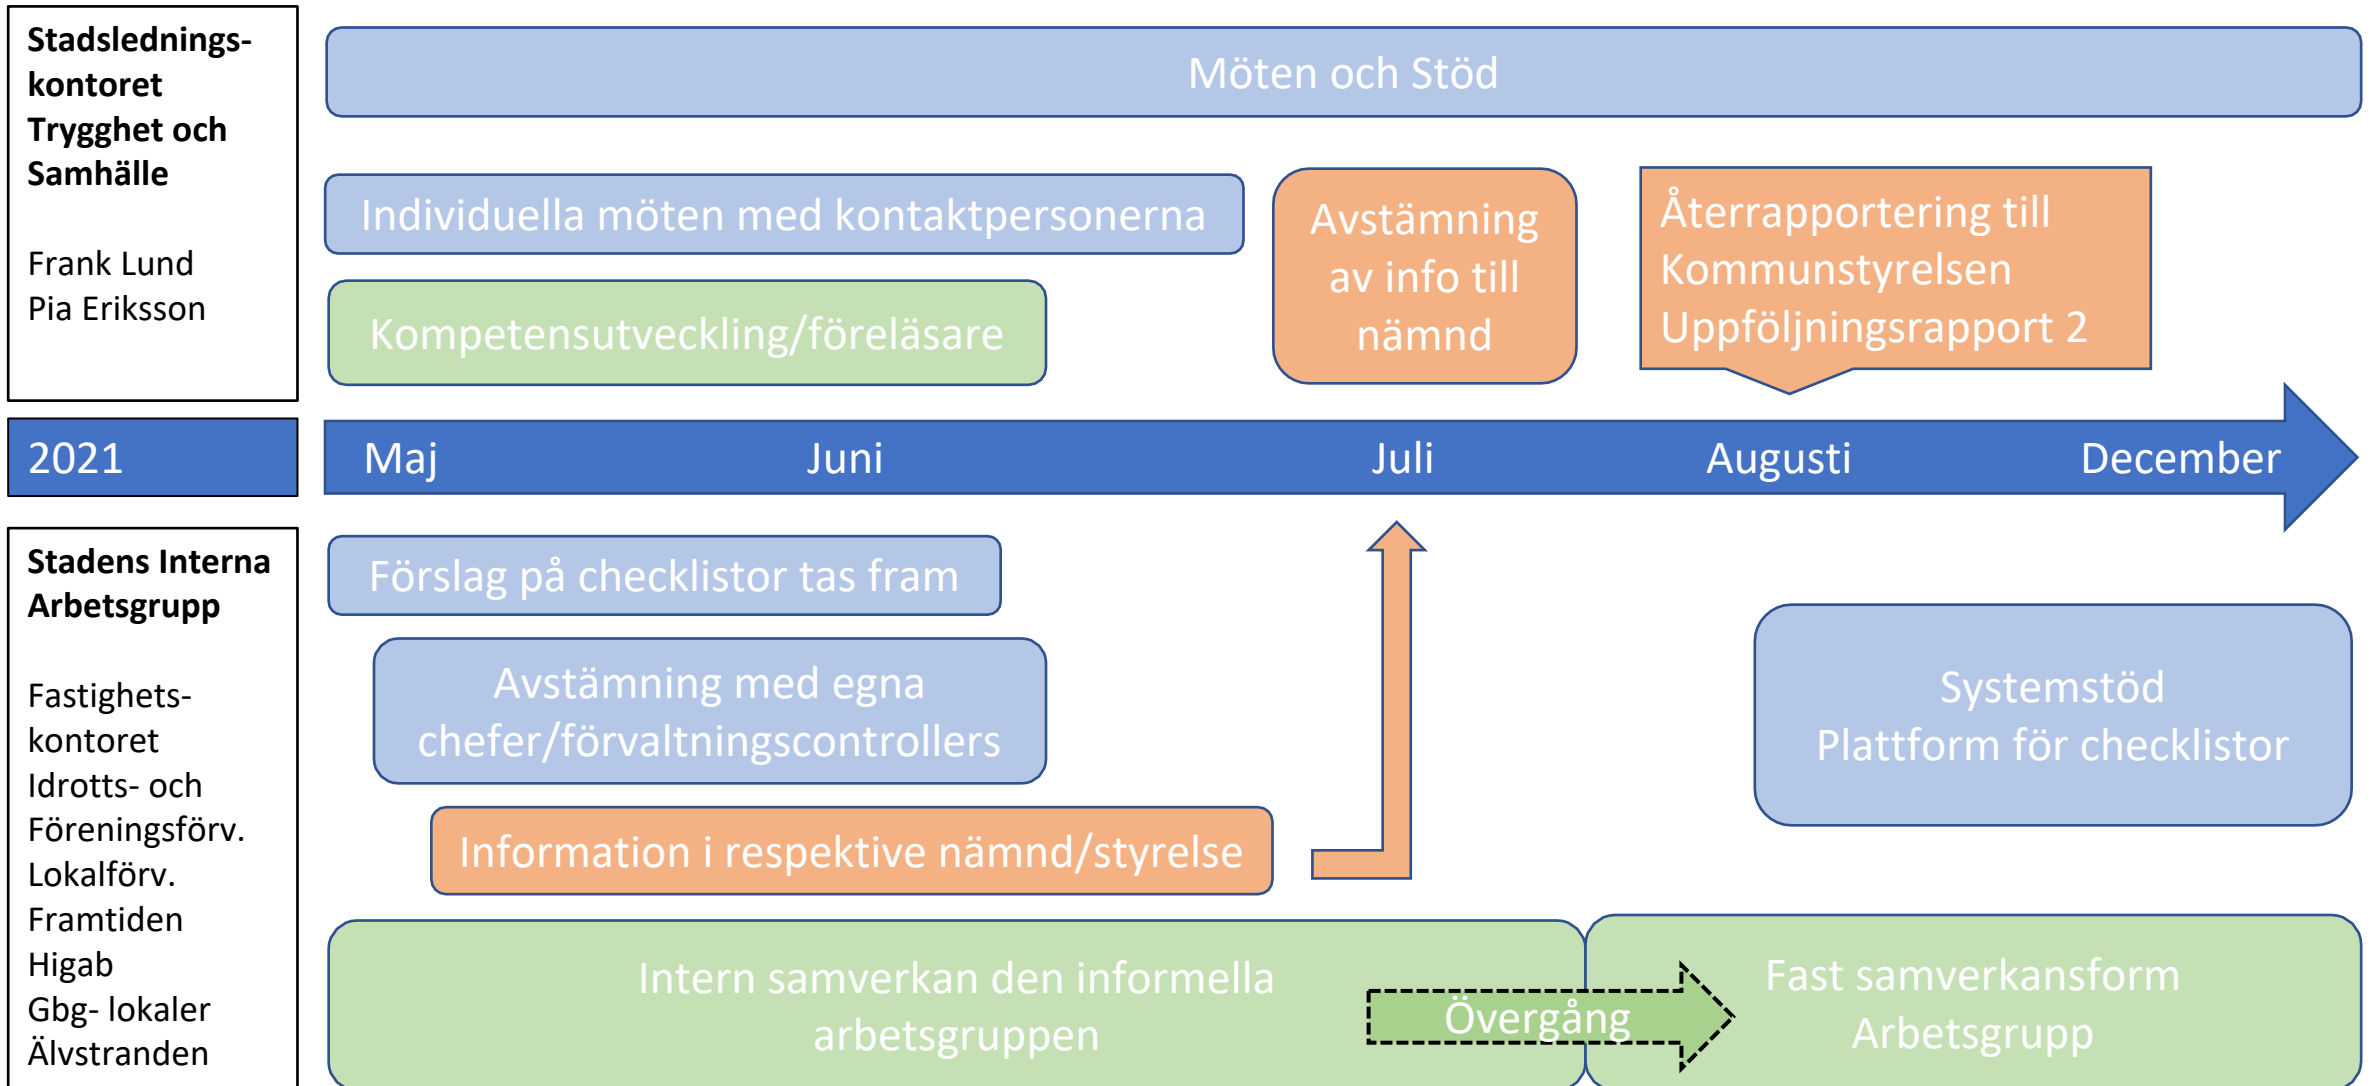 Stadslednings-
kontoret
Trygghet och
Samhälle
Frank Lund
Pia Eriksson
Möten och Stöd
Individuella möten med kontaktpersonerna
Kompetensutveckling/föreläsare
Avstämning
av info till
nämnd
Återrapportering till
Kommunstyrelsen
Uppföljningsrapport 2
2021
Maj
Juni
Juli
Augusti
December
Stadens Interna
Arbetsgrupp
Fastighets-
kontoret
Idrotts- och
Föreningsförv.
Lokalförv.
Framtiden
Higab
Gbg- lokaler
Älvstranden
Förslag på checklistor tas fram
Avstämning med egna
chefer/förvaltningscontrollers
Information i respektive nämnd/styrelse
Systemstöd
Plattform för checklistor
Intern samverkan den informella
arbetsgruppen
Övergång
Fast samverkansform
Arbetsgrupp